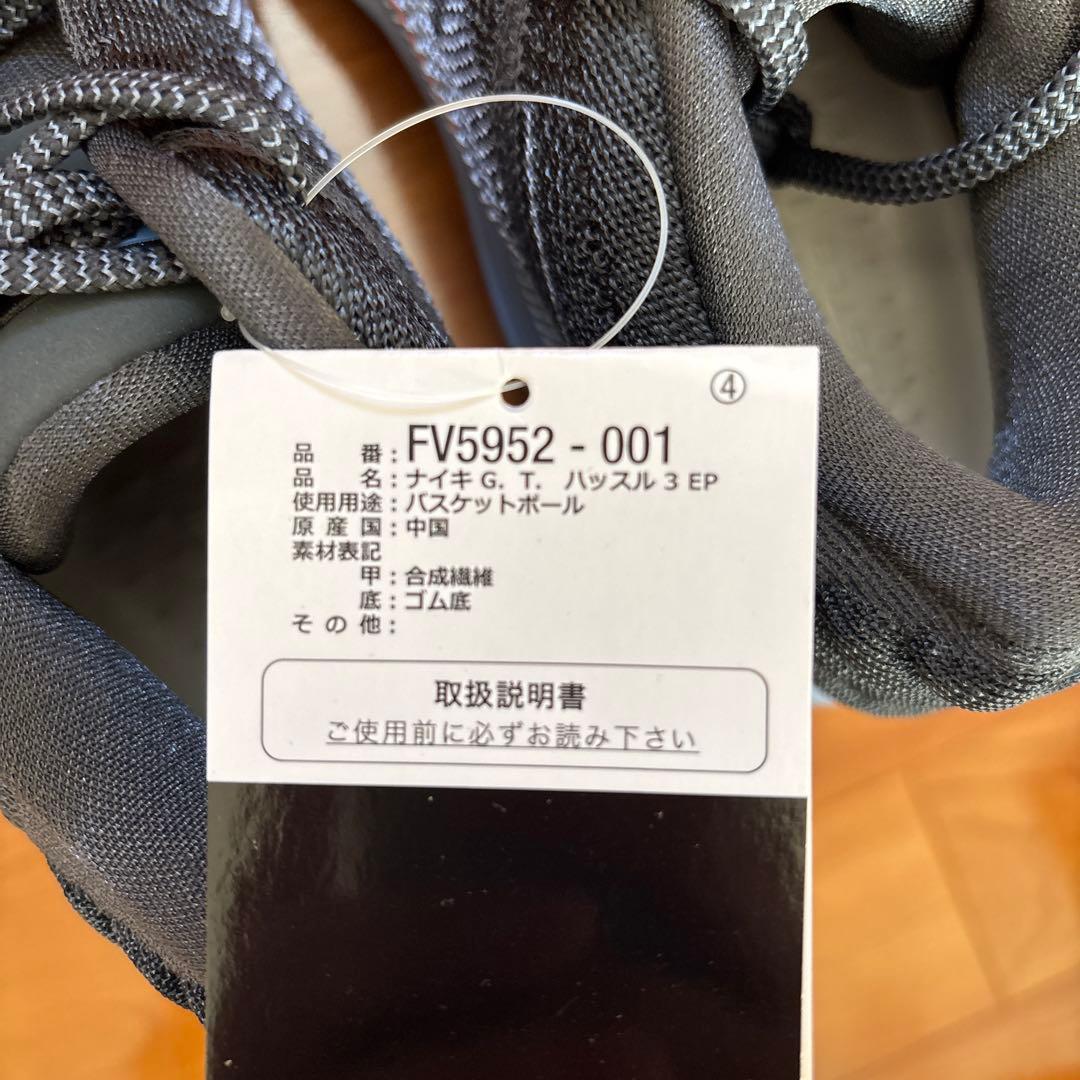 ④
品番:FV5952-001
品名:ナイキ G. T. ハッスル 3 EP
使用用途:バスケットボール
原産国:中国
素材表記
甲:合成繊維
底:ゴム底
その他:
取扱説明書
ご使用前に必ずお読み下さい